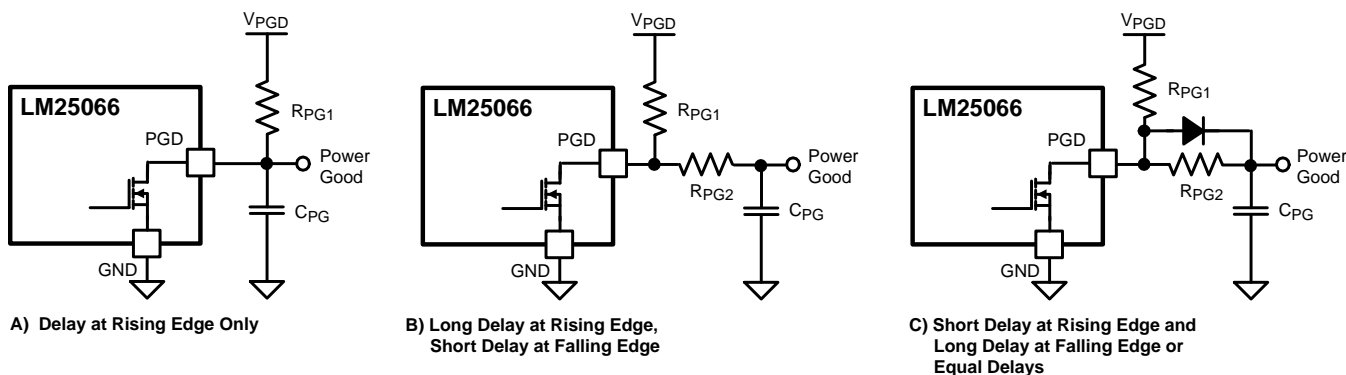 VPGD
LM25066
RPG1
PGD
Power
Good
CPG
GND
A) Delay at Rising Edge Only
VPGD
LM25066
RPG1
PGD
Power
Good
RPG2
CPG
GND
B) Long Delay at Rising Edge,
Short Delay at Falling Edge
VPGD
LM25066
RPG1
PGD
Power
Good
RPG2
CPG
GND
C) Short Delay at Rising Edge and
Long Delay at Falling Edge or
Equal Delays